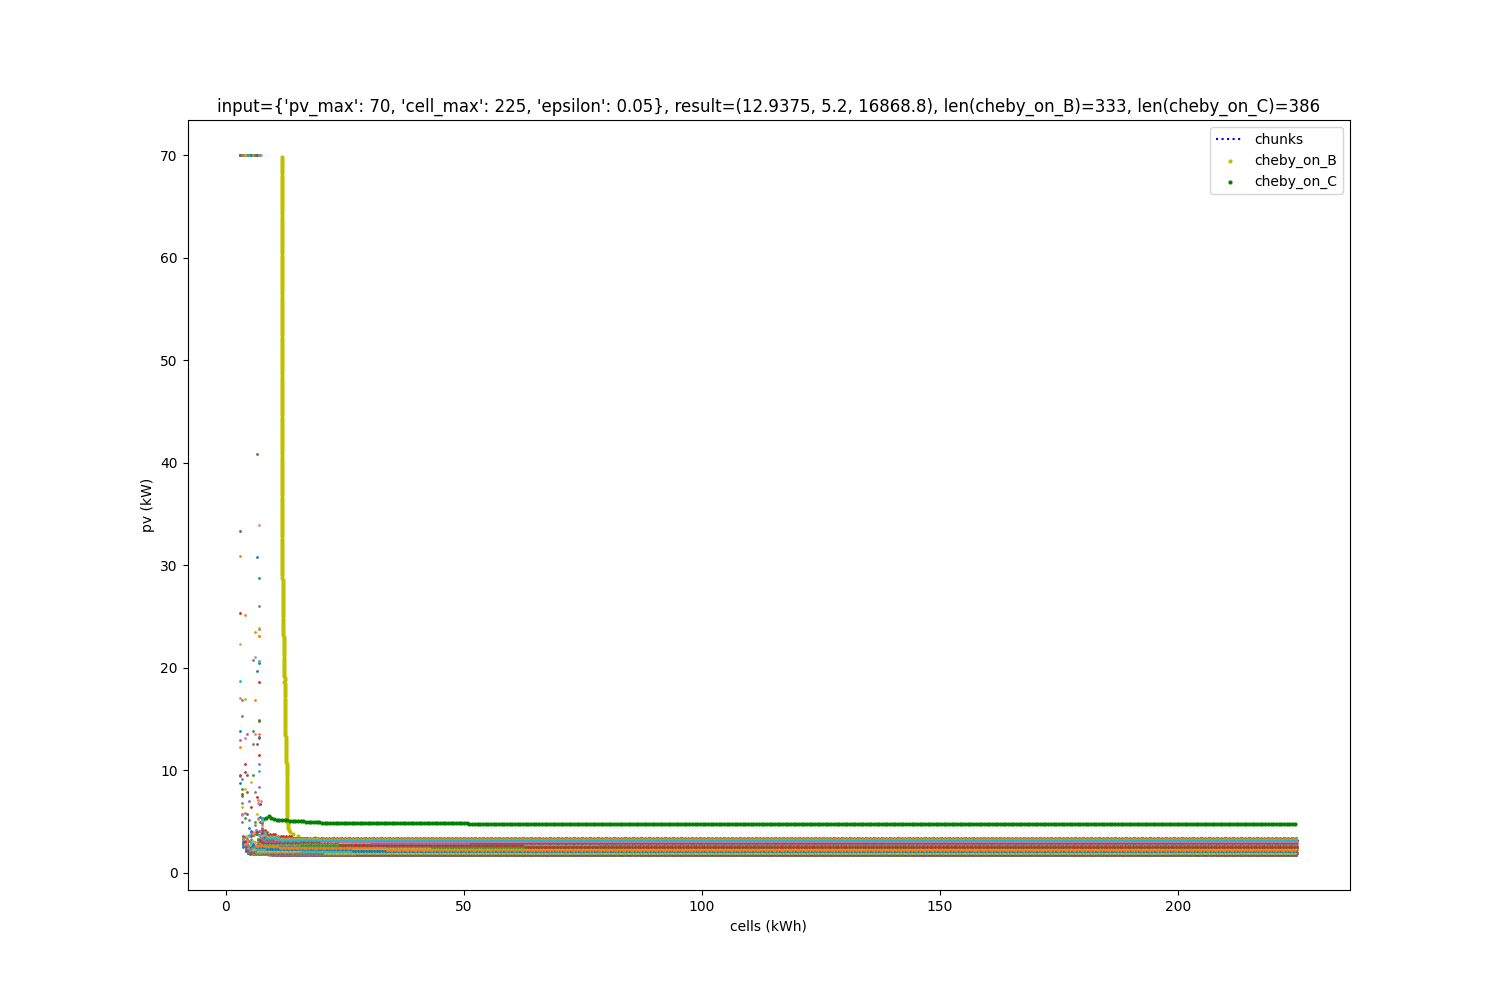 input={'pv_max': 70, 'cell_max': 225, 'epsilon': 0.05}, result=(12.9375, 5.2, 16868.8), len(cheby_on_B)=333, len(cheby_on_C)=386
chunks
cheby_on_B
cheby_on_C
70
60
50
40
30
20
10
0
pv (kW)
0 50 100 150 200
cells (kWh)